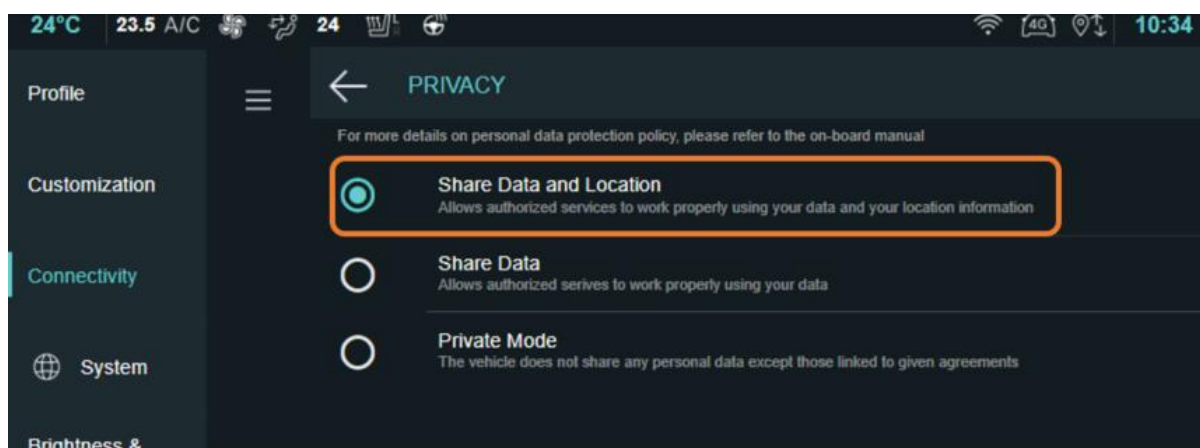 24°C 23.5 A/C 24 4G 10:34
Profile
Customization
Connectivity
System
Brightness &
PRIVACY
For more details on personal data protection policy, please refer to the on-board manual
Share Data and Location
Allows authorized services to work properly using your data and your location information
Share Data
Allows authorized serives to work properly using your data
Private Mode
The vehicle does not share any personal data except those linked to given agreements